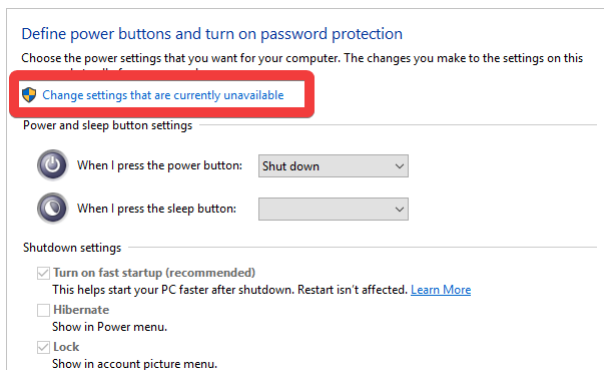 Define power buttons and turn on password protection
Choose the power settings that you want for your computer. The changes you make to the settings on this
Change settings that are currently unavailable
Power and sleep button settings
When I press the power button: Shut down
When I press the sleep button:
Shutdown settings
Turn on fast startup (recommended)
This helps start your PC faster after shutdown. Restart isn't affected. Learn More
Hibernate
Show in Power menu.
Lock
Show in account picture menu.